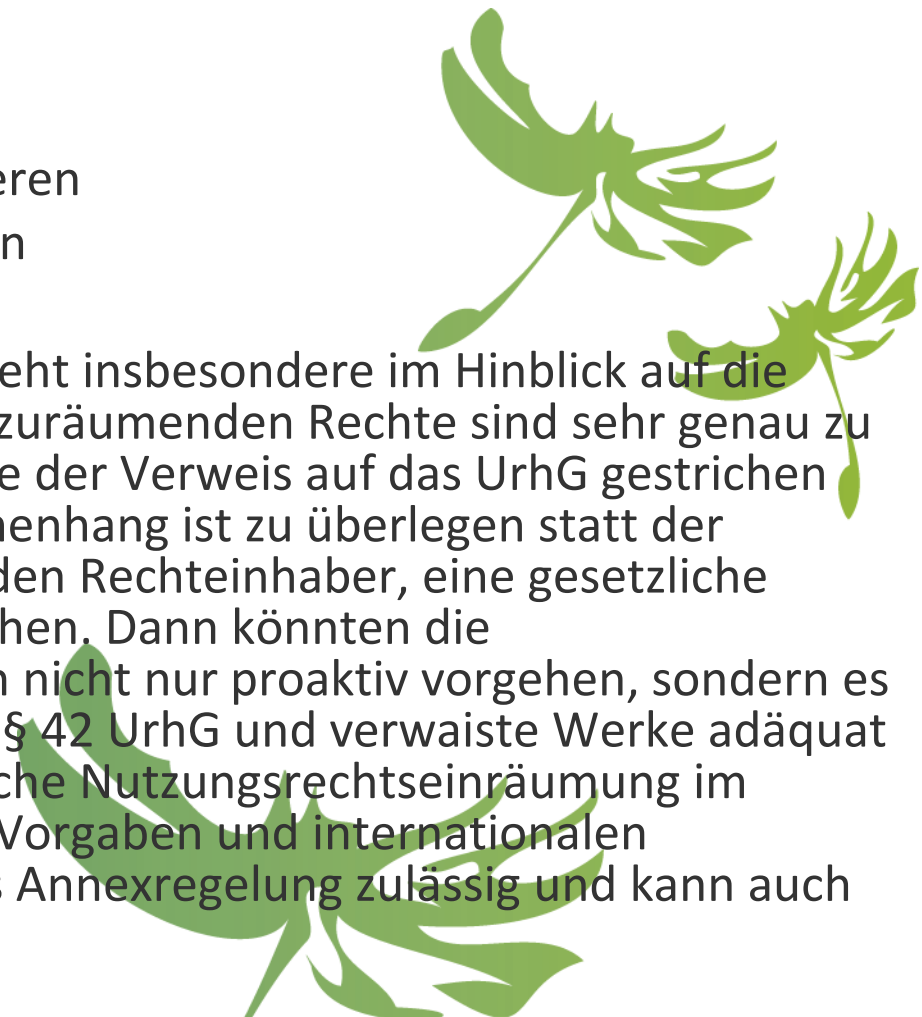 eren
n
eht insbesondere im Hinblick auf die
zuräumenden Rechte sind sehr genau zu
e der Verweis auf das UrhG gestrichen
nenhang ist zu überlegen statt der
den Rechteinhaber, eine gesetzliche
hen. Dann könnten die
n nicht nur proaktiv vorgehen, sondern es
§ 42 UrhG und verwaiste Werke adäquat
che Nutzungsrechtseinräumung im
Vorgaben und internationalen
s Annexregelung zulässig und kann auch